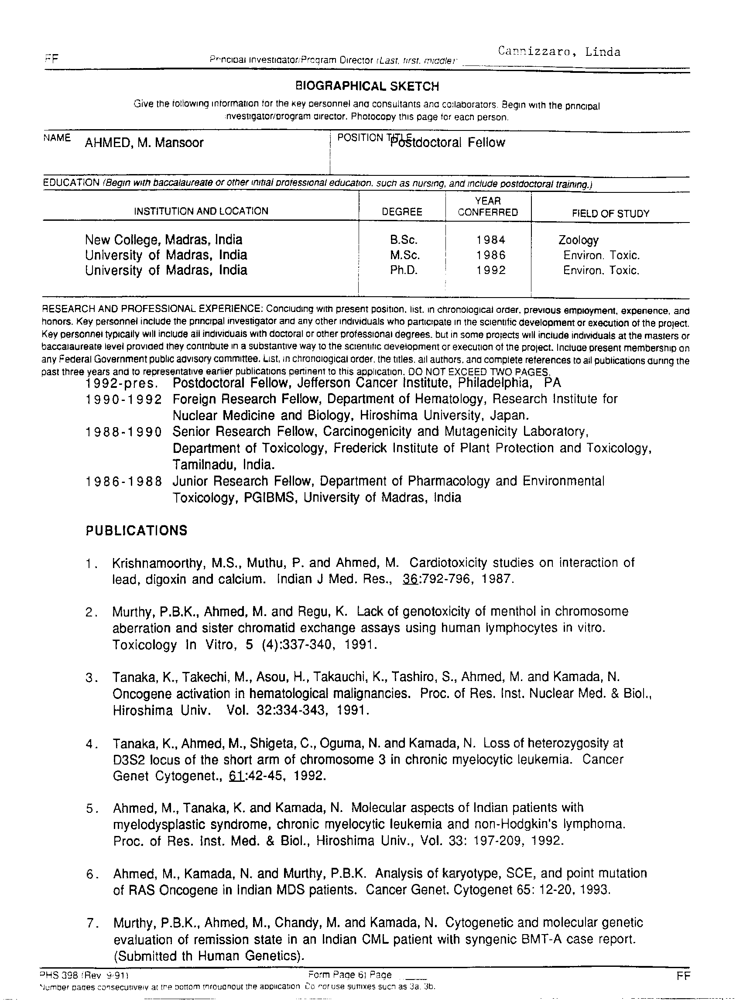 Cannizzaro, Linda
FF Principal Investigator/Program Director (Last, first, middle):
BIOGRAPHICAL SKETCH
Give the following information for the key personnel and consultants and collaborators. Begin with the principal
investigator/program director. Photocopy this page for each person.
NAME AHMED, M. Mansoor POSITION TITLE Postdoctoral Fellow
EDUCATION (Begin with baccalaureate or other initial professional education, such as nursing, and include postdoctoral training.)
INSTITUTION AND LOCATION DEGREE YEAR CONFERRED FIELD OF STUDY
New College, Madras, India B.Sc. 1984 Zoology
University of Madras, India M.Sc. 1986 Environ. Toxic.
University of Madras, India Ph.D. 1992 Environ. Toxic.
RESEARCH AND PROFESSIONAL EXPERIENCE: Concluding with present position, list, in chronological order, previous employment, experience, and
honors. Key personnel include the principal investigator and any other individuals who participate in the scientific development or execution of the project.
Key personnel typically will include all individuals with doctoral or other professional degrees, but in some projects will include individuals at the masters or
baccalaureate level provided they contribute in a substantive way to the scientific development or execution of the project. Include present membership on
any Federal Government public advisory committee. List, in chronological order, the titles, all authors, and complete references to all publications during the
past three years and to representative earlier publications pertinent to this application. DO NOT EXCEED TWO PAGES.
1992-pres. Postdoctoral Fellow, Jefferson Cancer Institute, Philadelphia, PA
1990-1992 Foreign Research Fellow, Department of Hematology, Research Institute for
Nuclear Medicine and Biology, Hiroshima University, Japan.
1988-1990 Senior Research Fellow, Carcinogenicity and Mutagenicity Laboratory,
Department of Toxicology, Frederick Institute of Plant Protection and Toxicology,
Tamilnadu, India.
1986-1988 Junior Research Fellow, Department of Pharmacology and Environmental
Toxicology, PGIBMS, University of Madras, India
PUBLICATIONS
1. Krishnamoorthy, M.S., Muthu, P. and Ahmed, M. Cardiotoxicity studies on interaction of
lead, digoxin and calcium. Indian J Med. Res., 36:792-796, 1987.
2. Murthy, P.B.K., Ahmed, M. and Regu, K. Lack of genotoxicity of menthol in chromosome
aberration and sister chromatid exchange assays using human lymphocytes in vitro.
Toxicology In Vitro, 5 (4):337-340, 1991.
3. Tanaka, K., Takechi, M., Asou, H., Takauchi, K., Tashiro, S., Ahmed, M. and Kamada, N.
Oncogene activation in hematological malignancies. Proc. of Res. Inst. Nuclear Med. & Biol.,
Hiroshima Univ. Vol. 32:334-343, 1991.
4. Tanaka, K., Ahmed, M., Shigeta, C., Oguma, N. and Kamada, N. Loss of heterozygosity at
D3S2 locus of the short arm of chromosome 3 in chronic myelocytic leukemia. Cancer
Genet Cytogenet., 61:42-45, 1992.
5. Ahmed, M., Tanaka, K. and Kamada, N. Molecular aspects of Indian patients with
myelodysplastic syndrome, chronic myelocytic leukemia and non-Hodgkin's lymphoma.
Proc. of Res. Inst. Med. & Biol., Hiroshima Univ., Vol. 33: 197-209, 1992.
6. Ahmed, M., Kamada, N. and Murthy, P.B.K. Analysis of karyotype, SCE, and point mutation
of RAS Oncogene in Indian MDS patients. Cancer Genet. Cytogenet 65: 12-20, 1993.
7. Murthy, P.B.K., Ahmed, M., Chandy, M. and Kamada, N. Cytogenetic and molecular genetic
evaluation of remission state in an Indian CML patient with syngenic BMT-A case report.
(Submitted th Human Genetics).
PHS 398 (Rev. 9-91) Form Page 6) Page ____ FF
Number pages consecutively at the bottom throughout the application. Do not use suffixes such as 3a, 3b.